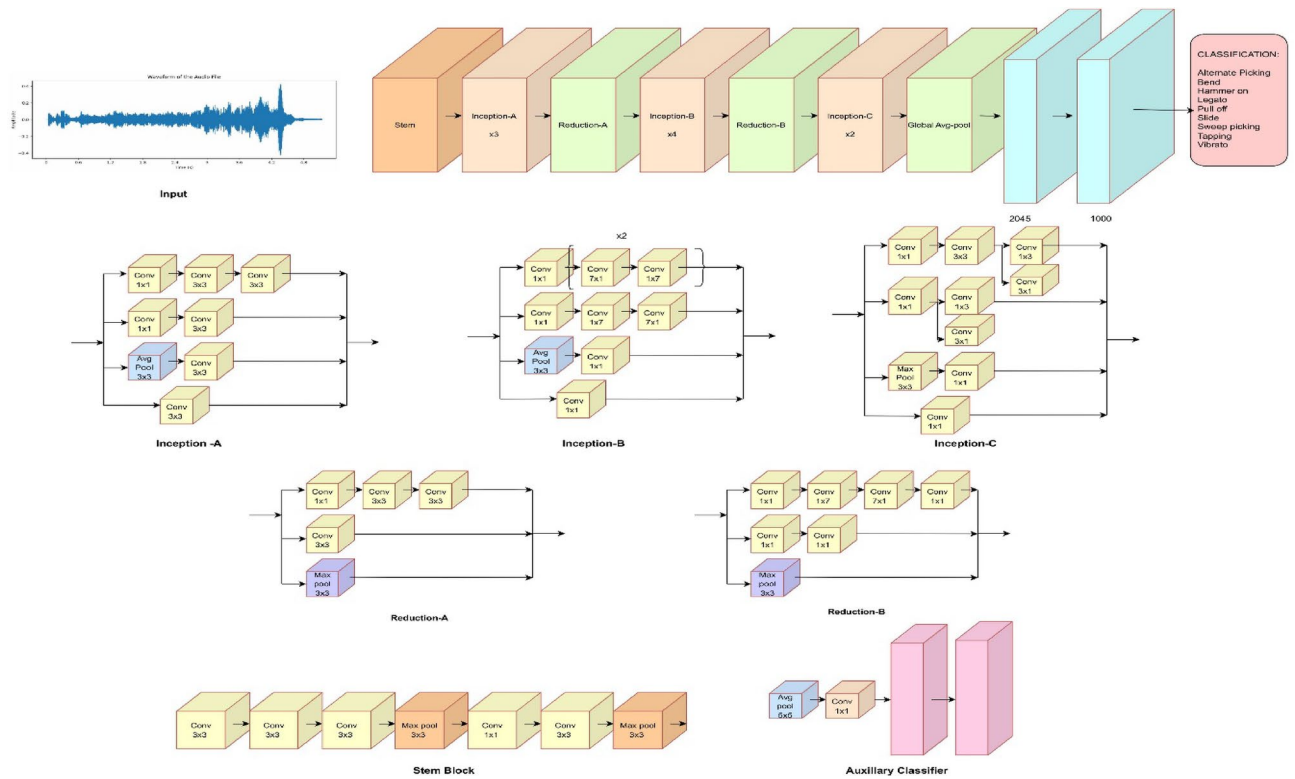 Waveform of the Audio File
Input
Stem
Inception-A
x3
Reduction-A
Inception-B
x4
Reduction-B
Inception-C
x2
Global Avg-pool
2045
1000
CLASSIFICATION:
Alternate Picking
Bend
Hammer on
Legato
Pull off
Slide
Sweep picking
Tapping
Vibrato
Conv
1x1
Conv
3x3
Conv
3x3
Conv
1x1
Conv
3x3
Avg
Pool
3x3
Conv
3x3
Conv
3x3
Inception -A
x2
Conv
1x1
Conv
7x1
Conv
1x7
Conv
1x1
Conv
1x7
Conv
7x1
Avg
Pool
3x3
Conv
1x1
Conv
1x1
Inception-B
Conv
1x1
Conv
3x3
Conv
1x3
Conv
3x1
Conv
1x1
Conv
1x3
Conv
3x1
Max
Pool
3x3
Conv
1x1
Conv
1x1
Inception-C
Conv
1x1
Conv
3x3
Conv
3x3
Conv
3x3
Max
pool
3x3
Reduction-A
Conv
1x1
Conv
1x7
Conv
7x1
Conv
1x1
Conv
1x1
Conv
1x1
Max
pool
3x3
Reduction-B
Conv
3x3
Conv
3x3
Conv
3x3
Max pool
3x3
Conv
1x1
Conv
3x3
Max pool
3x3
Stem Block
Avg
pool
5x5
Conv
1x1
Auxillary Classifier